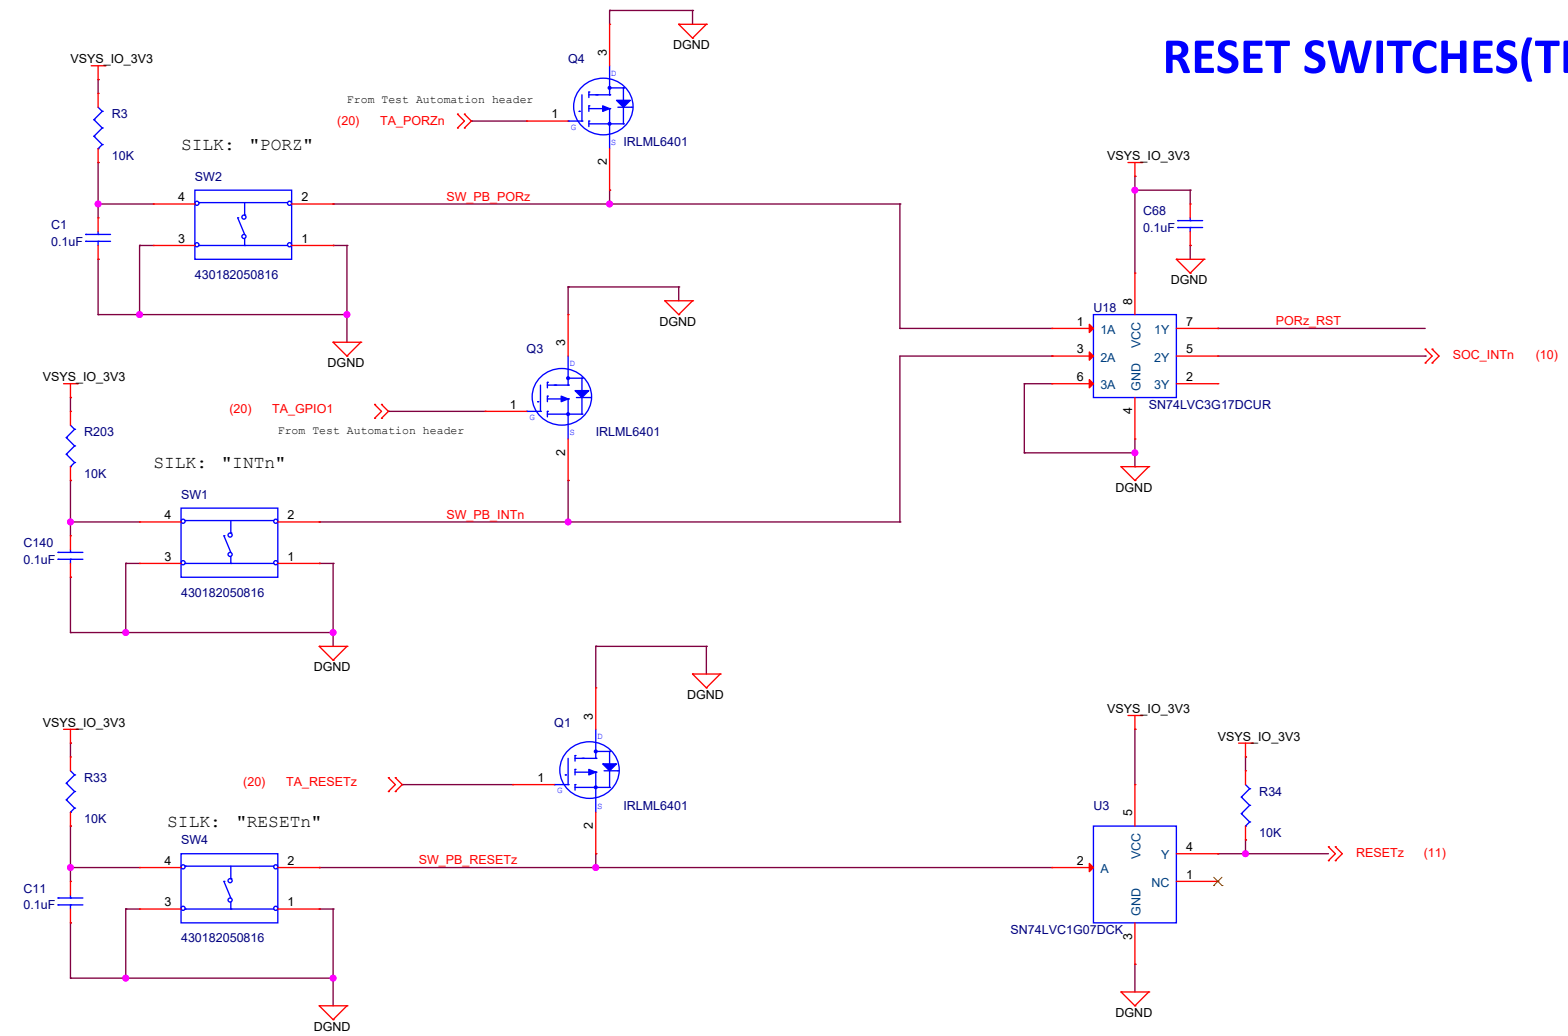 RESET SWITCHES(T
VSYS_IO_3V3
R3
10K
C1
0.1uF
SILK: "PORZ"
SW2
4
2
3
1
430182050816
DGND
From Test Automation header
(20) TA_PORZn
1
Q4
3
D
G
S
2
IRLML6401
DGND
SW_PB_PORz
VSYS_IO_3V3
R203
10K
C140
0.1uF
SILK: "INTn"
SW1
4
2
3
1
430182050816
DGND
(20) TA_GPIO1
From Test Automation header
1
Q3
3
D
G
S
2
IRLML6401
DGND
SW_PB_INTn
VSYS_IO_3V3
C68
0.1uF
DGND
U18
8
1 1A VCC 1Y 7
3 2A 2Y 5
6 3A GND 3Y 2
4
SN74LVC3G17DCUR
DGND
PORz_RST
SOC_INTn (10)
VSYS_IO_3V3
R33
10K
C11
0.1uF
SILK: "RESETn"
SW4
4
2
3
1
430182050816
DGND
(20) TA_RESETz
1
Q1
3
D
G
S
2
IRLML6401
DGND
SW_PB_RESETz
VSYS_IO_3V3
VSYS_IO_3V3
R34
10K
U3
5
2 A VCC Y 4
NC 1
GND
3
SN74LVC1G07DCK
DGND
RESETz (11)